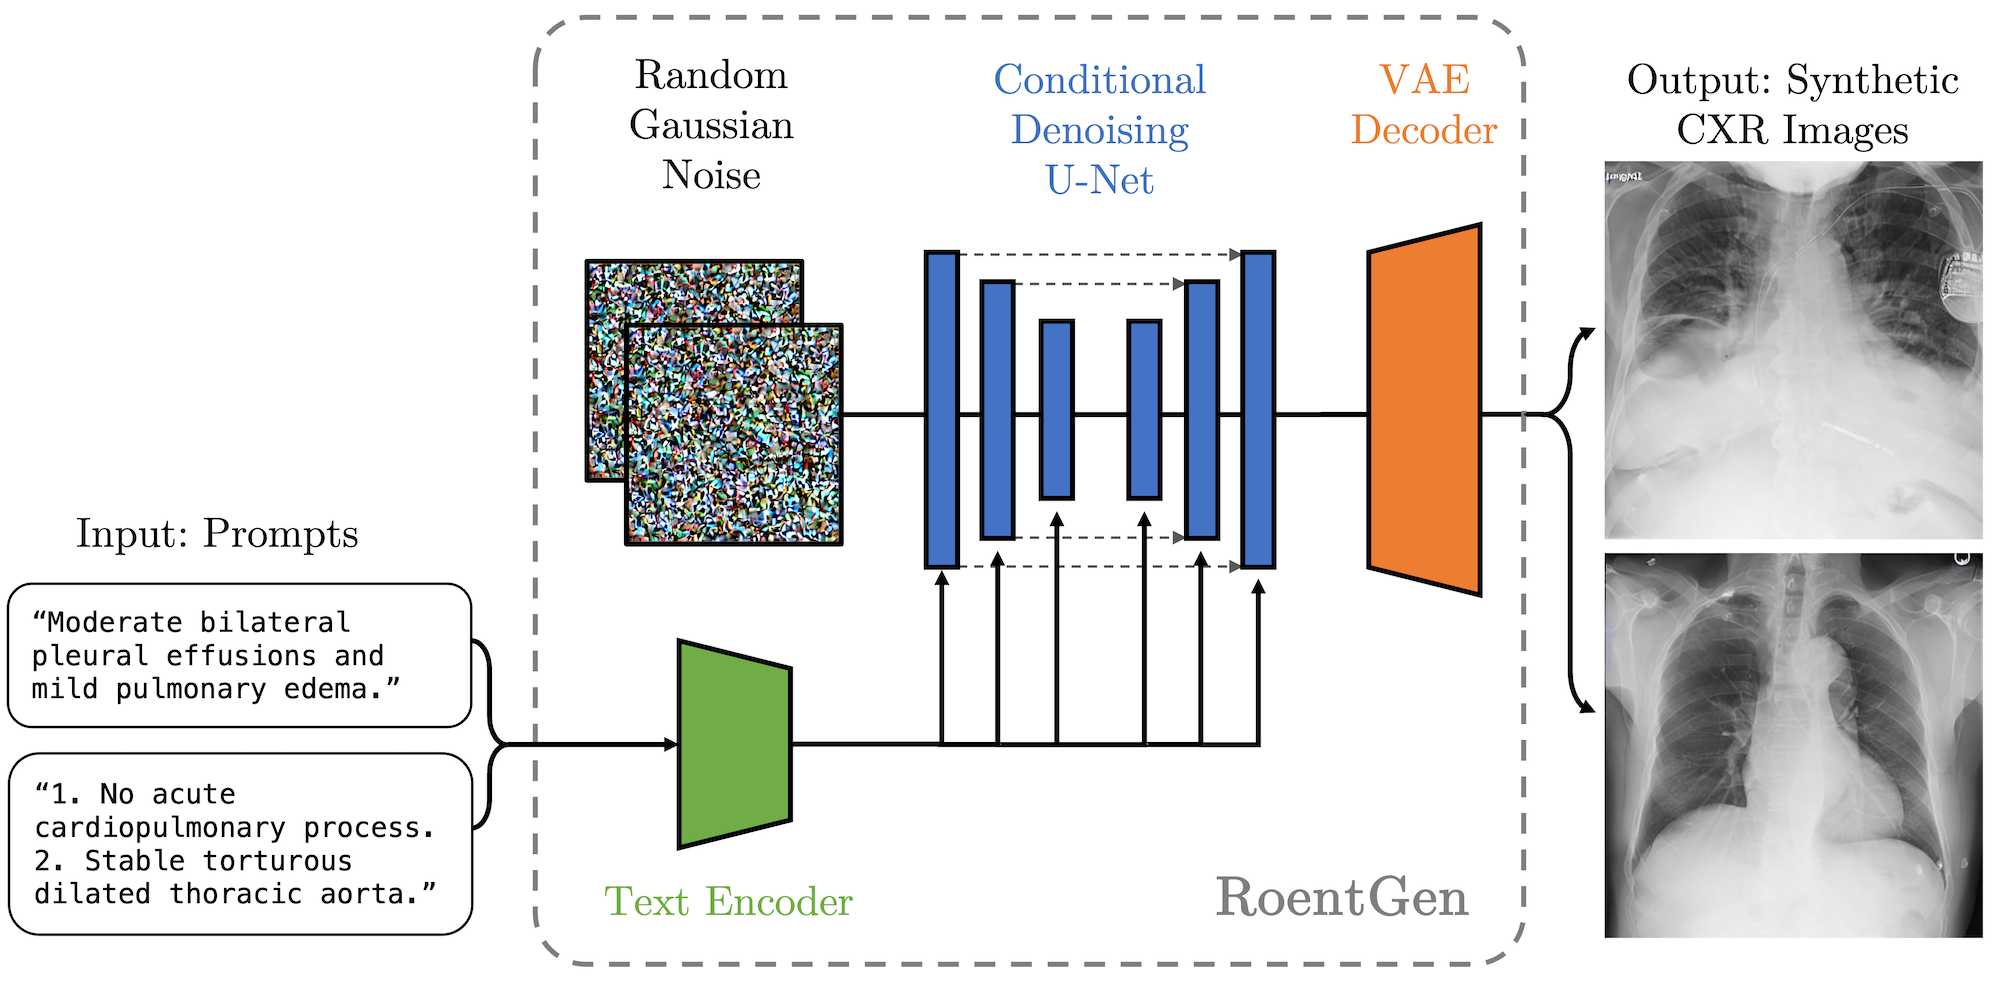 Random
Gaussian
Noise
Conditional
Denoising
U-Net
VAE
Decoder
Output: Synthetic
CXR Images
Input: Prompts
“Moderate bilateral
pleural effusions and
mild pulmonary edema.”
“1. No acute
cardiopulmonary process.
2. Stable torturous
dilated thoracic aorta.”
Text Encoder
RoentGen